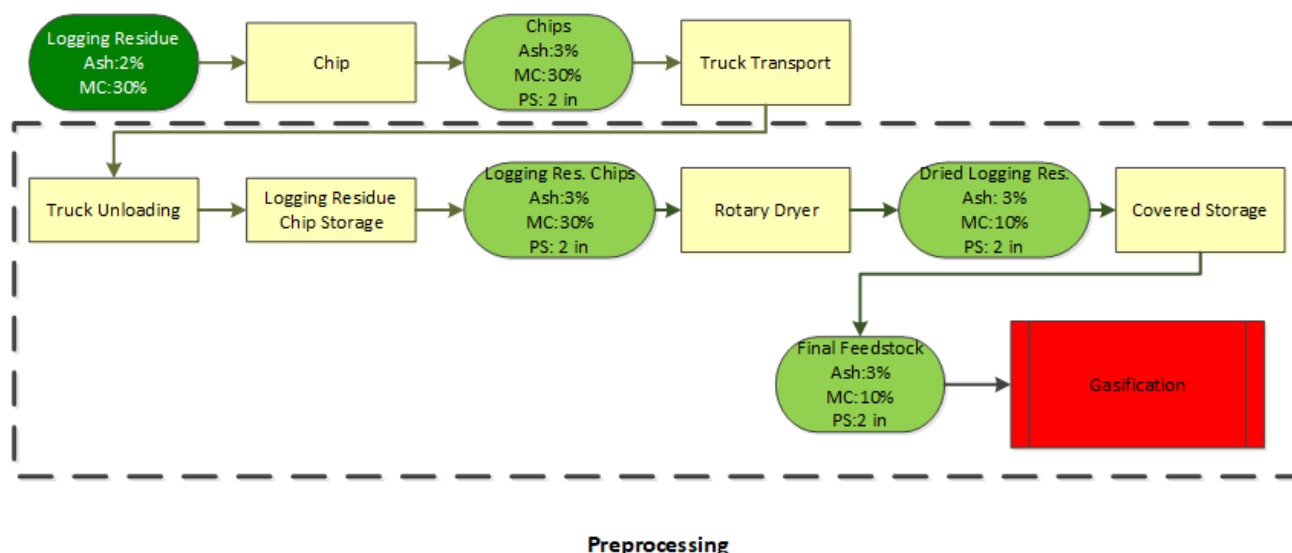 Logging Residue
Ash:2%
MC:30%
Chip
Chips
Ash:3%
MC:30%
PS: 2 in
Truck Transport
Truck Unloading
Logging Residue
Chip Storage
Logging Res. Chips
Ash:3%
MC:30%
PS: 2 in
Rotary Dryer
Dried Logging Res.
Ash: 3%
MC:10%
PS: 2 in
Covered Storage
Final Feedstock
Ash:3%
MC:10%
PS:2 in
Gasification
Preprocessing